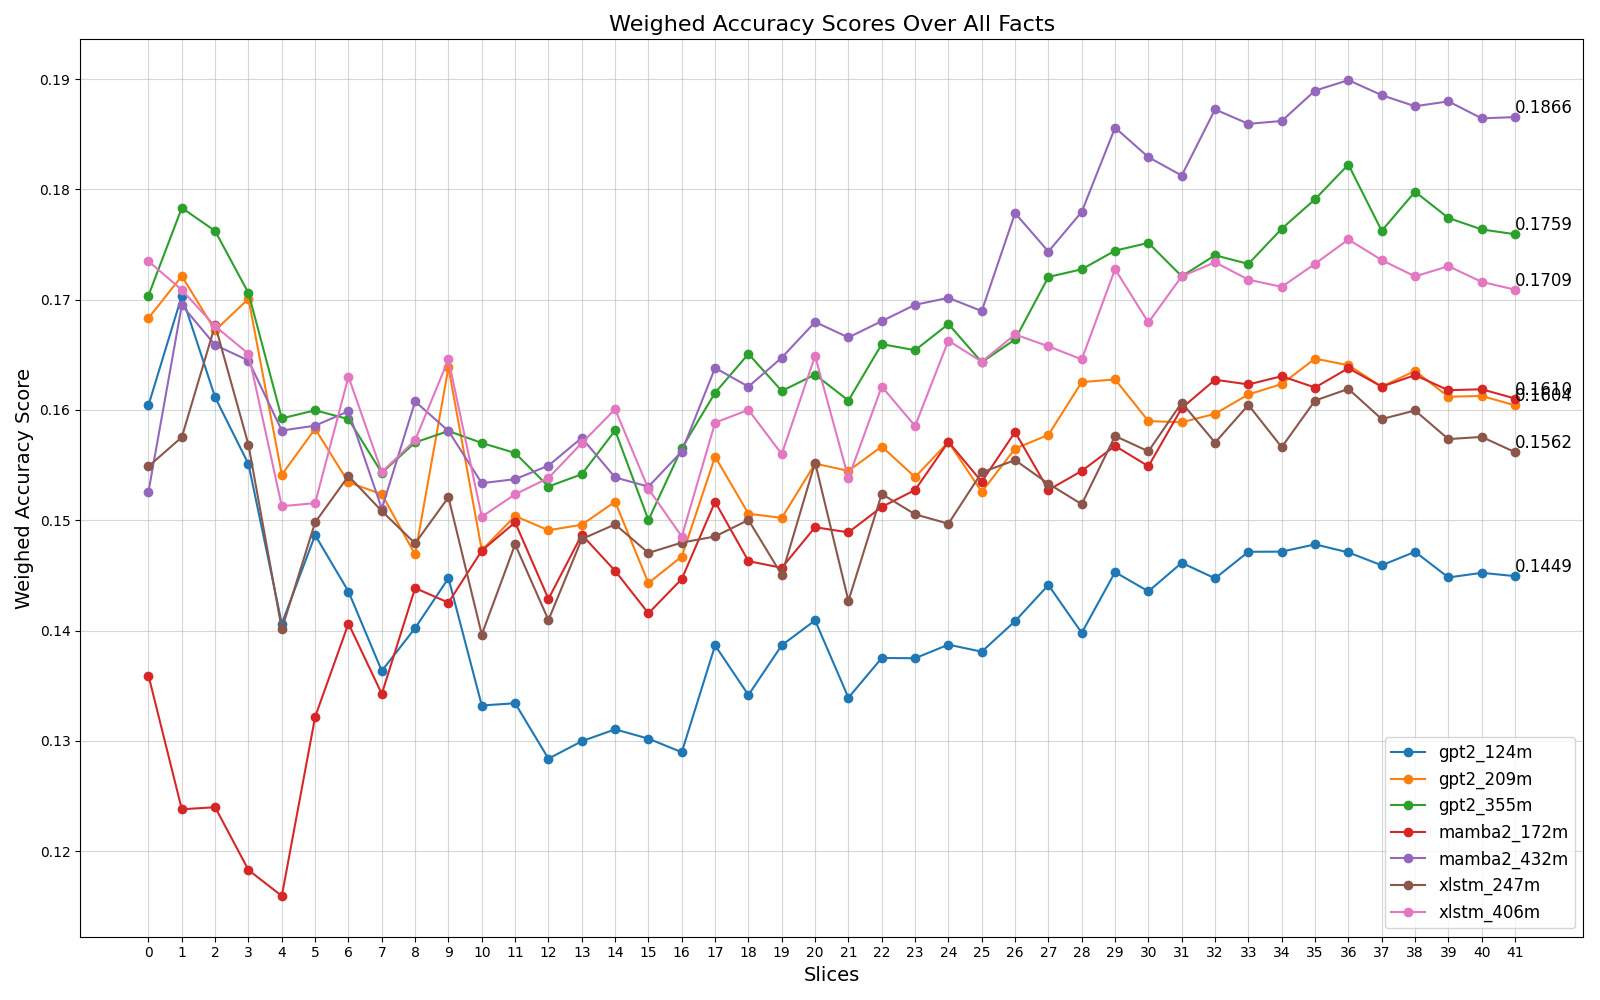 Weighed Accuracy Scores Over All Facts
Weighed Accuracy Score
0.19
0.18
0.17
0.16
0.15
0.14
0.13
0.12
0.1866
0.1759
0.1709
0.1610
0.1604
0.1562
0.1449
gpt2_124m
gpt2_209m
gpt2_355m
mamba2_172m
mamba2_432m
xlstm_247m
xlstm_406m
0 1 2 3 4 5 6 7 8 9 10 11 12 13 14 15 16 17 18 19 20 21 22 23 24 25 26 27 28 29 30 31 32 33 34 35 36 37 38 39 40 41
Slices